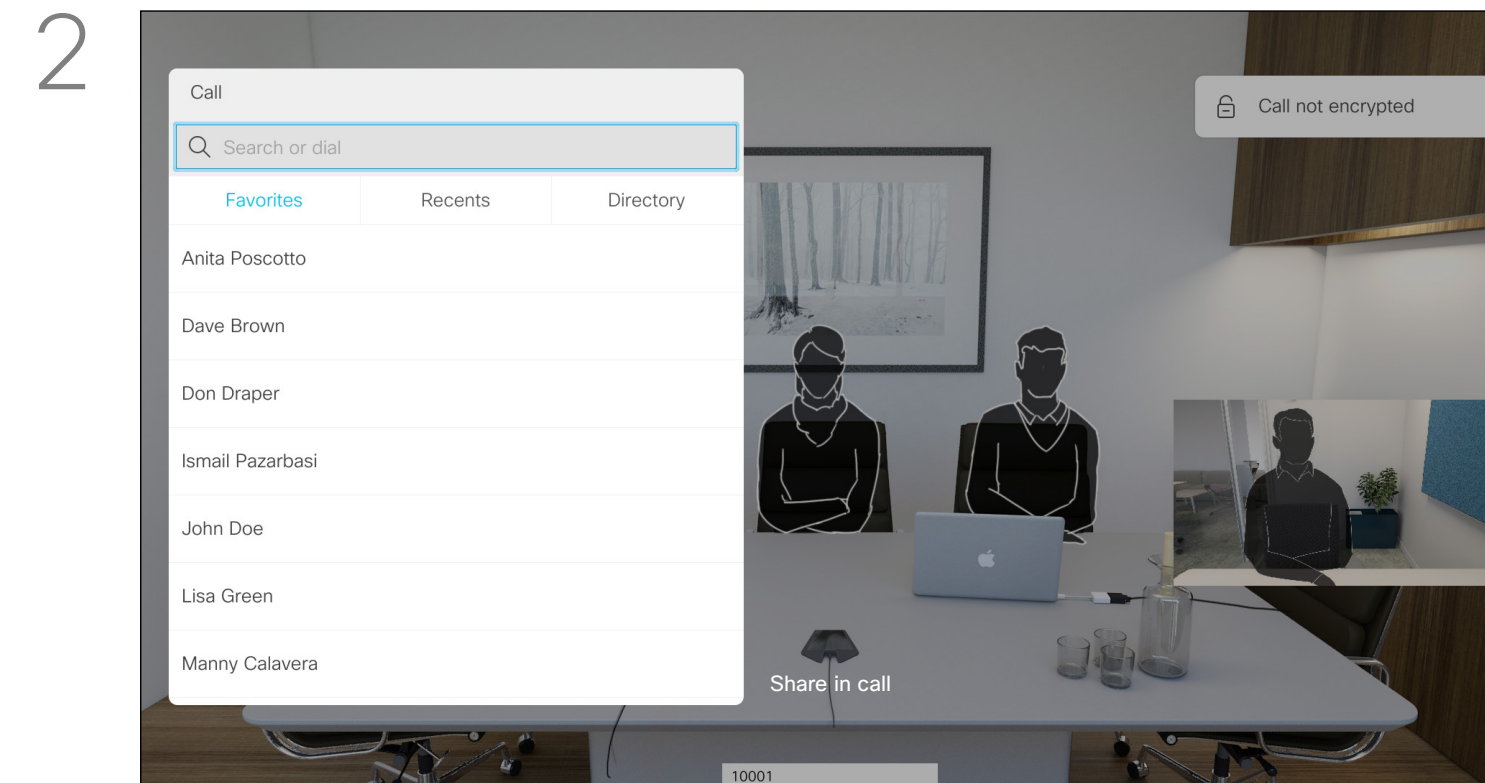 2
Call
Call not encrypted
Search or dial
Favorites Recents Directory
Anita Poscotto
Dave Brown
Don Draper
Ismail Pazarbasi
John Doe
Lisa Green
Manny Calavera
Share in call
10001